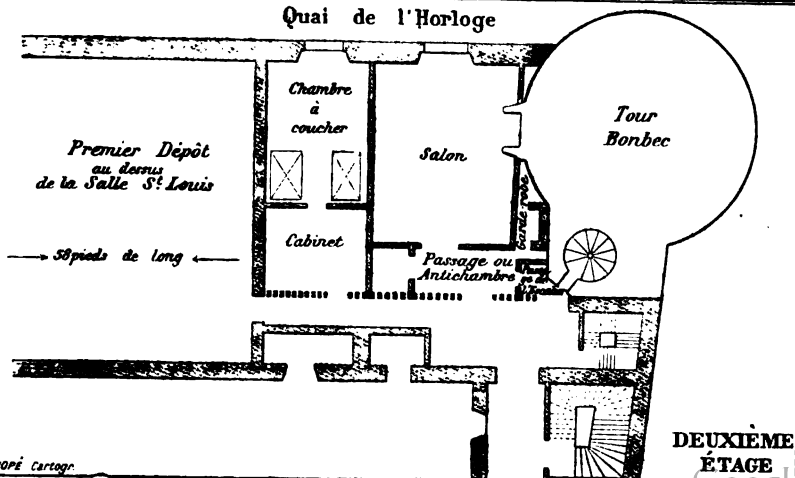 Quai de l'Horloge
Chambre
à
coucher
Tour
Bonbec
Premier Dépôt
au dessus
de la Salle St. Louis
Salon
Garde-robe
Cabinet
58 pieds de long
Passage ou
Antichambre
DEUXIÈME
ÉTAGE
Cartogr.